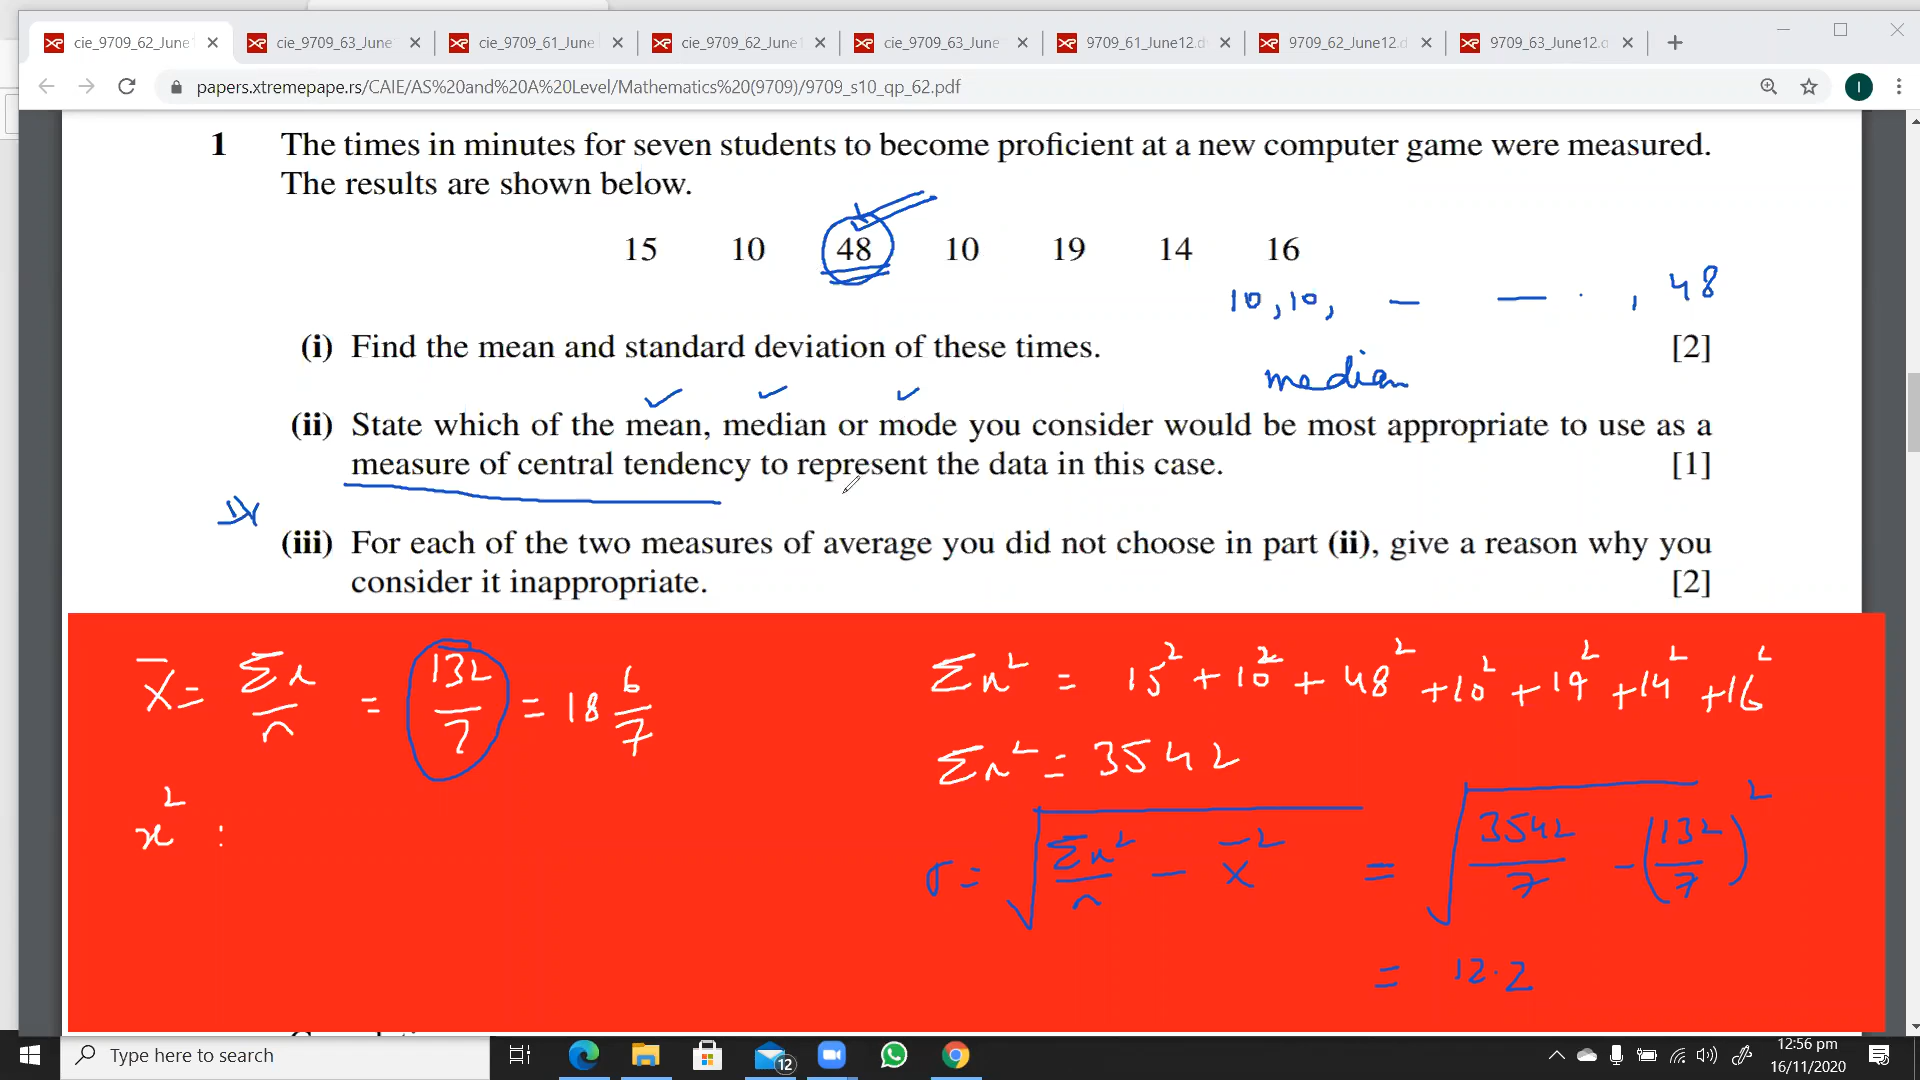 cie_9709_62_June
cie_9709_63_June
cie_9709_61_June
cie_9709_62_June
cie_9709_63_June
9709_61_June12.d
9709_62_June12.d
9709_63_June12.d
papers.xtremepape.rs/CAIE/AS%20and%20A%20Level/Mathematics%20(9709)/9709_s10_qp_62.pdf
I
1 The times in minutes for seven students to become proficient at a new computer game were measured.
The results are shown below.
15 10 48 10 19 14 16
10, 10, — — . , 48
(i) Find the mean and standard deviation of these times. [2]
median
(ii) State which of the mean, median or mode you consider would be most appropriate to use as a
measure of central tendency to represent the data in this case. [1]
(iii) For each of the two measures of average you did not choose in part (ii), give a reason why you
consider it inappropriate. [2]
X̄ = Σx/n = 132/7 = 18 6/7
x² :
Σx² = 15² + 10² + 48² + 10² + 19² + 14² + 16²
Σx² = 3542
σ = √(Σx²/n − X̄²) = √(3542/7 − (132/7)²)
= 12.2
Type here to search
12
12:56 pm
16/11/2020